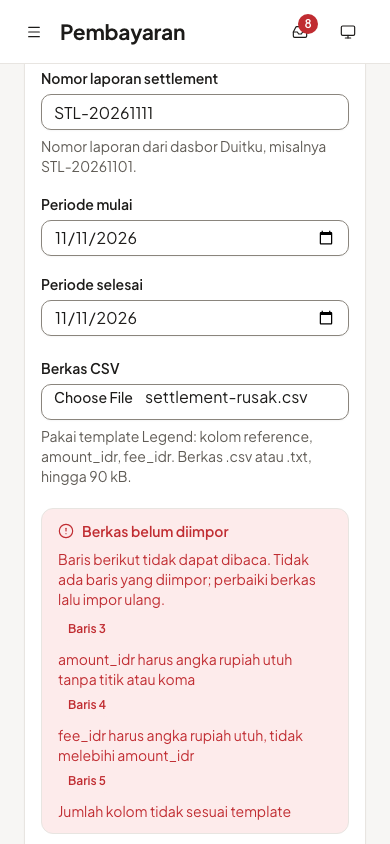 Pembayaran
8
Nomor laporan settlement
STL-20261111
Nomor laporan dari dasbor Duitku, misalnya
STL-20261101.
Periode mulai
11/11/2026
Periode selesai
11/11/2026
Berkas CSV
Choose File settlement-rusak.csv
Pakai template Legend: kolom reference,
amount_idr, fee_idr. Berkas .csv atau .txt,
hingga 90 kB.
Berkas belum diimpor
Baris berikut tidak dapat dibaca. Tidak
ada baris yang diimpor; perbaiki berkas
lalu impor ulang.
Baris 3
amount_idr harus angka rupiah utuh
tanpa titik atau koma
Baris 4
fee_idr harus angka rupiah utuh, tidak
melebihi amount_idr
Baris 5
Jumlah kolom tidak sesuai template